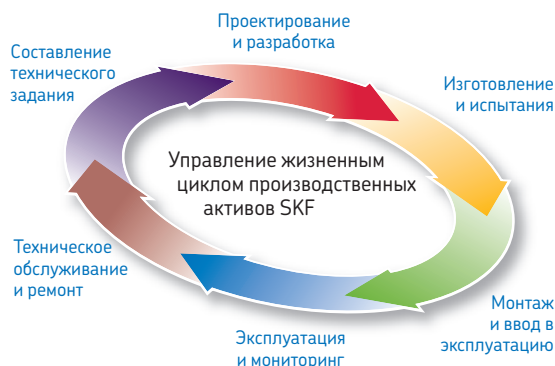 Проектирование
и разработка
Составление
технического
задания
Изготовление
и испытания
Управление жизненным
циклом производственных
активов SKF
Техническое
обслуживание
и ремонт
Монтаж
и ввод в
эксплуатацию
Эксплуатация
и мониторинг